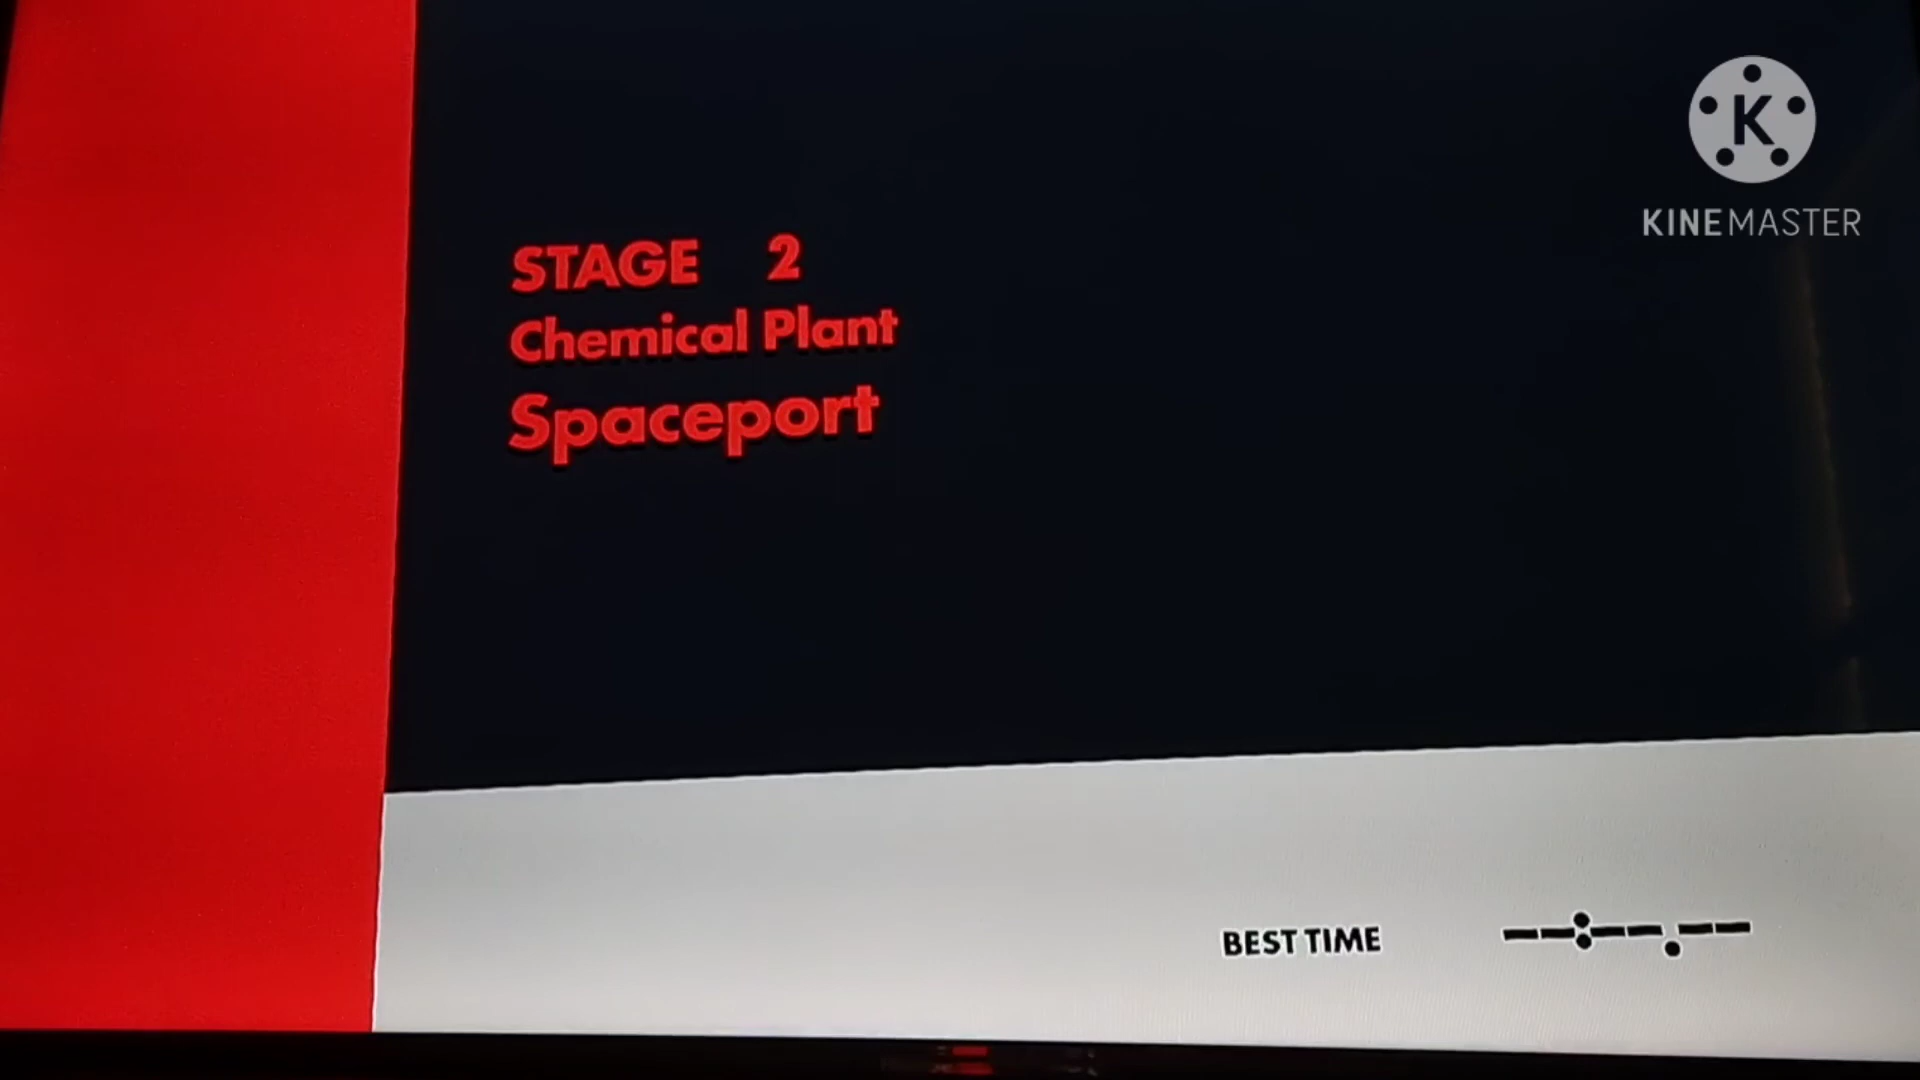 K
KINEMASTER
STAGE 2
Chemical Plant
Spaceport
BEST TIME --:--.--